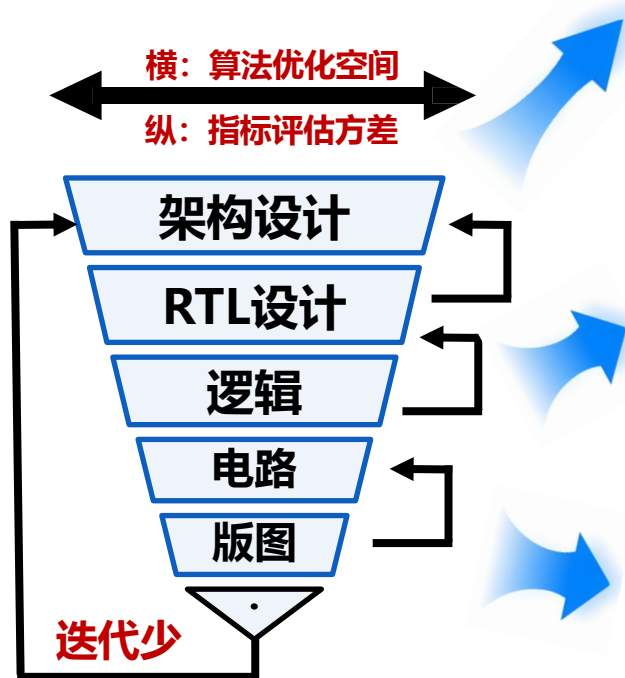 横：算法优化空间
纵：指标评估方差
架构设计
RTL设计
逻辑
电路
版图
迭代少